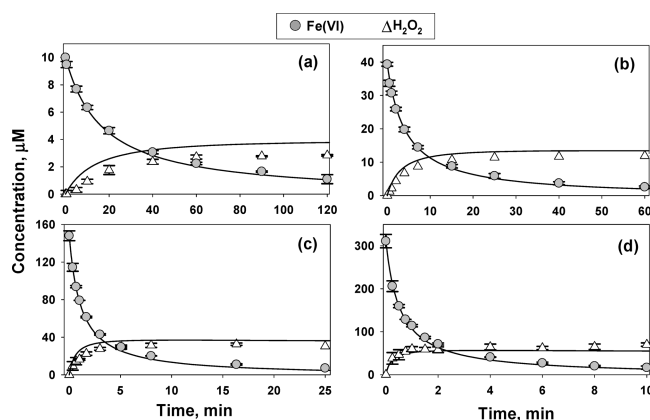 Fe(VI) H₂O₂
(a)
10
8
6
4
2
0
0 20 40 60 80 100 120
(b)
50
40
30
20
10
0
0 10 20 30 40 50 60
Concentration, μM
(c)
160
120
80
40
0
0 5 10 15 20 25
Time, min
(d)
300
200
100
0
0 2 4 6 8 10
Time, min